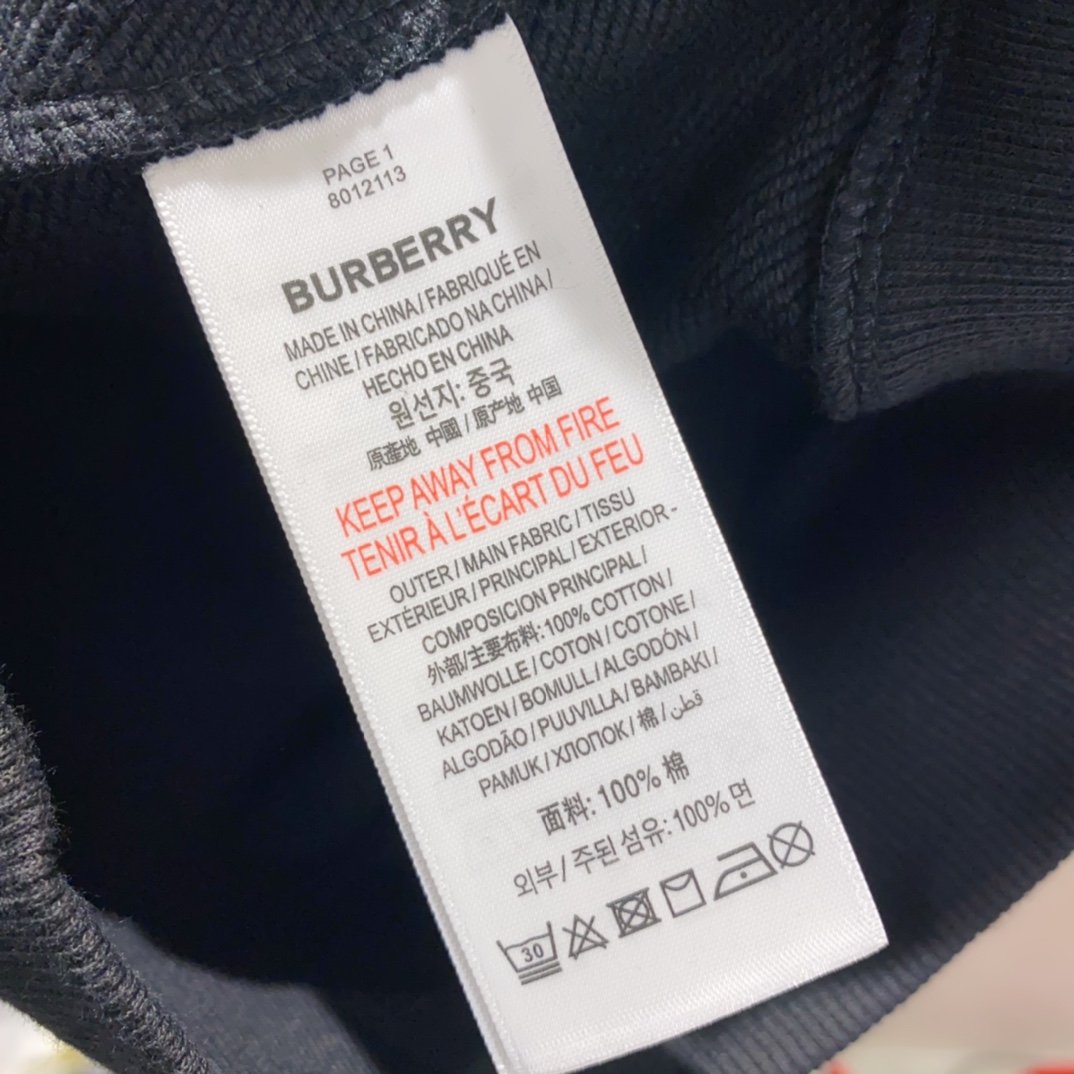 PAGE 1
8012113
BURBERRY
MADE IN CHINA / FABRIQUÉ EN
CHINE / FABRICADO NA CHINA /
HECHO EN CHINA
원선지: 중국
原產地 中國 / 原产地 中国
KEEP AWAY FROM FIRE
TENIR À L'ÉCART DU FEU
OUTER / MAIN FABRIC / TISSU
EXTÉRIEUR / PRINCIPAL / EXTERIOR -
COMPOSICION PRINCIPAL /
外部/主要布料: 100% COTTON /
BAUMWOLLE / COTON / COTONE /
KATOEN / BOMULL / ALGODÓN /
ALGODÃO / PUUVILLA / BAMBAKI /
PAMUK / ХЛОПОК / 棉 / قطن
面料: 100% 棉
외부 / 주된 섬유: 100% 면
30